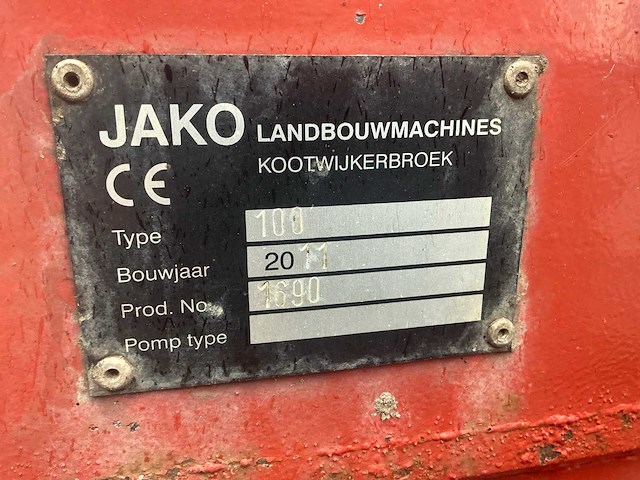 JAKO LANDBOUWMACHINES
KOOTWIJKERBROEK
CE
Type 100
Bouwjaar 2011
Prod. No 1690
Pomp type